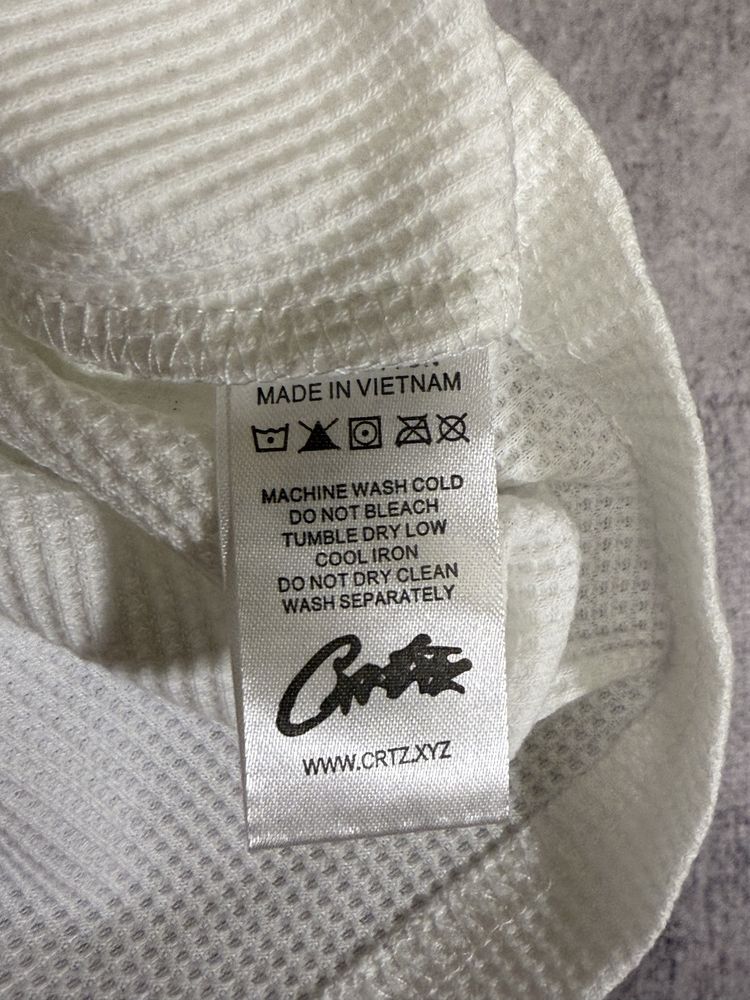 MADE IN VIETNAM
MACHINE WASH COLD
DO NOT BLEACH
TUMBLE DRY LOW
COOL IRON
DO NOT DRY CLEAN
WASH SEPARATELY
Crtz
WWW.CRTZ.XYZ